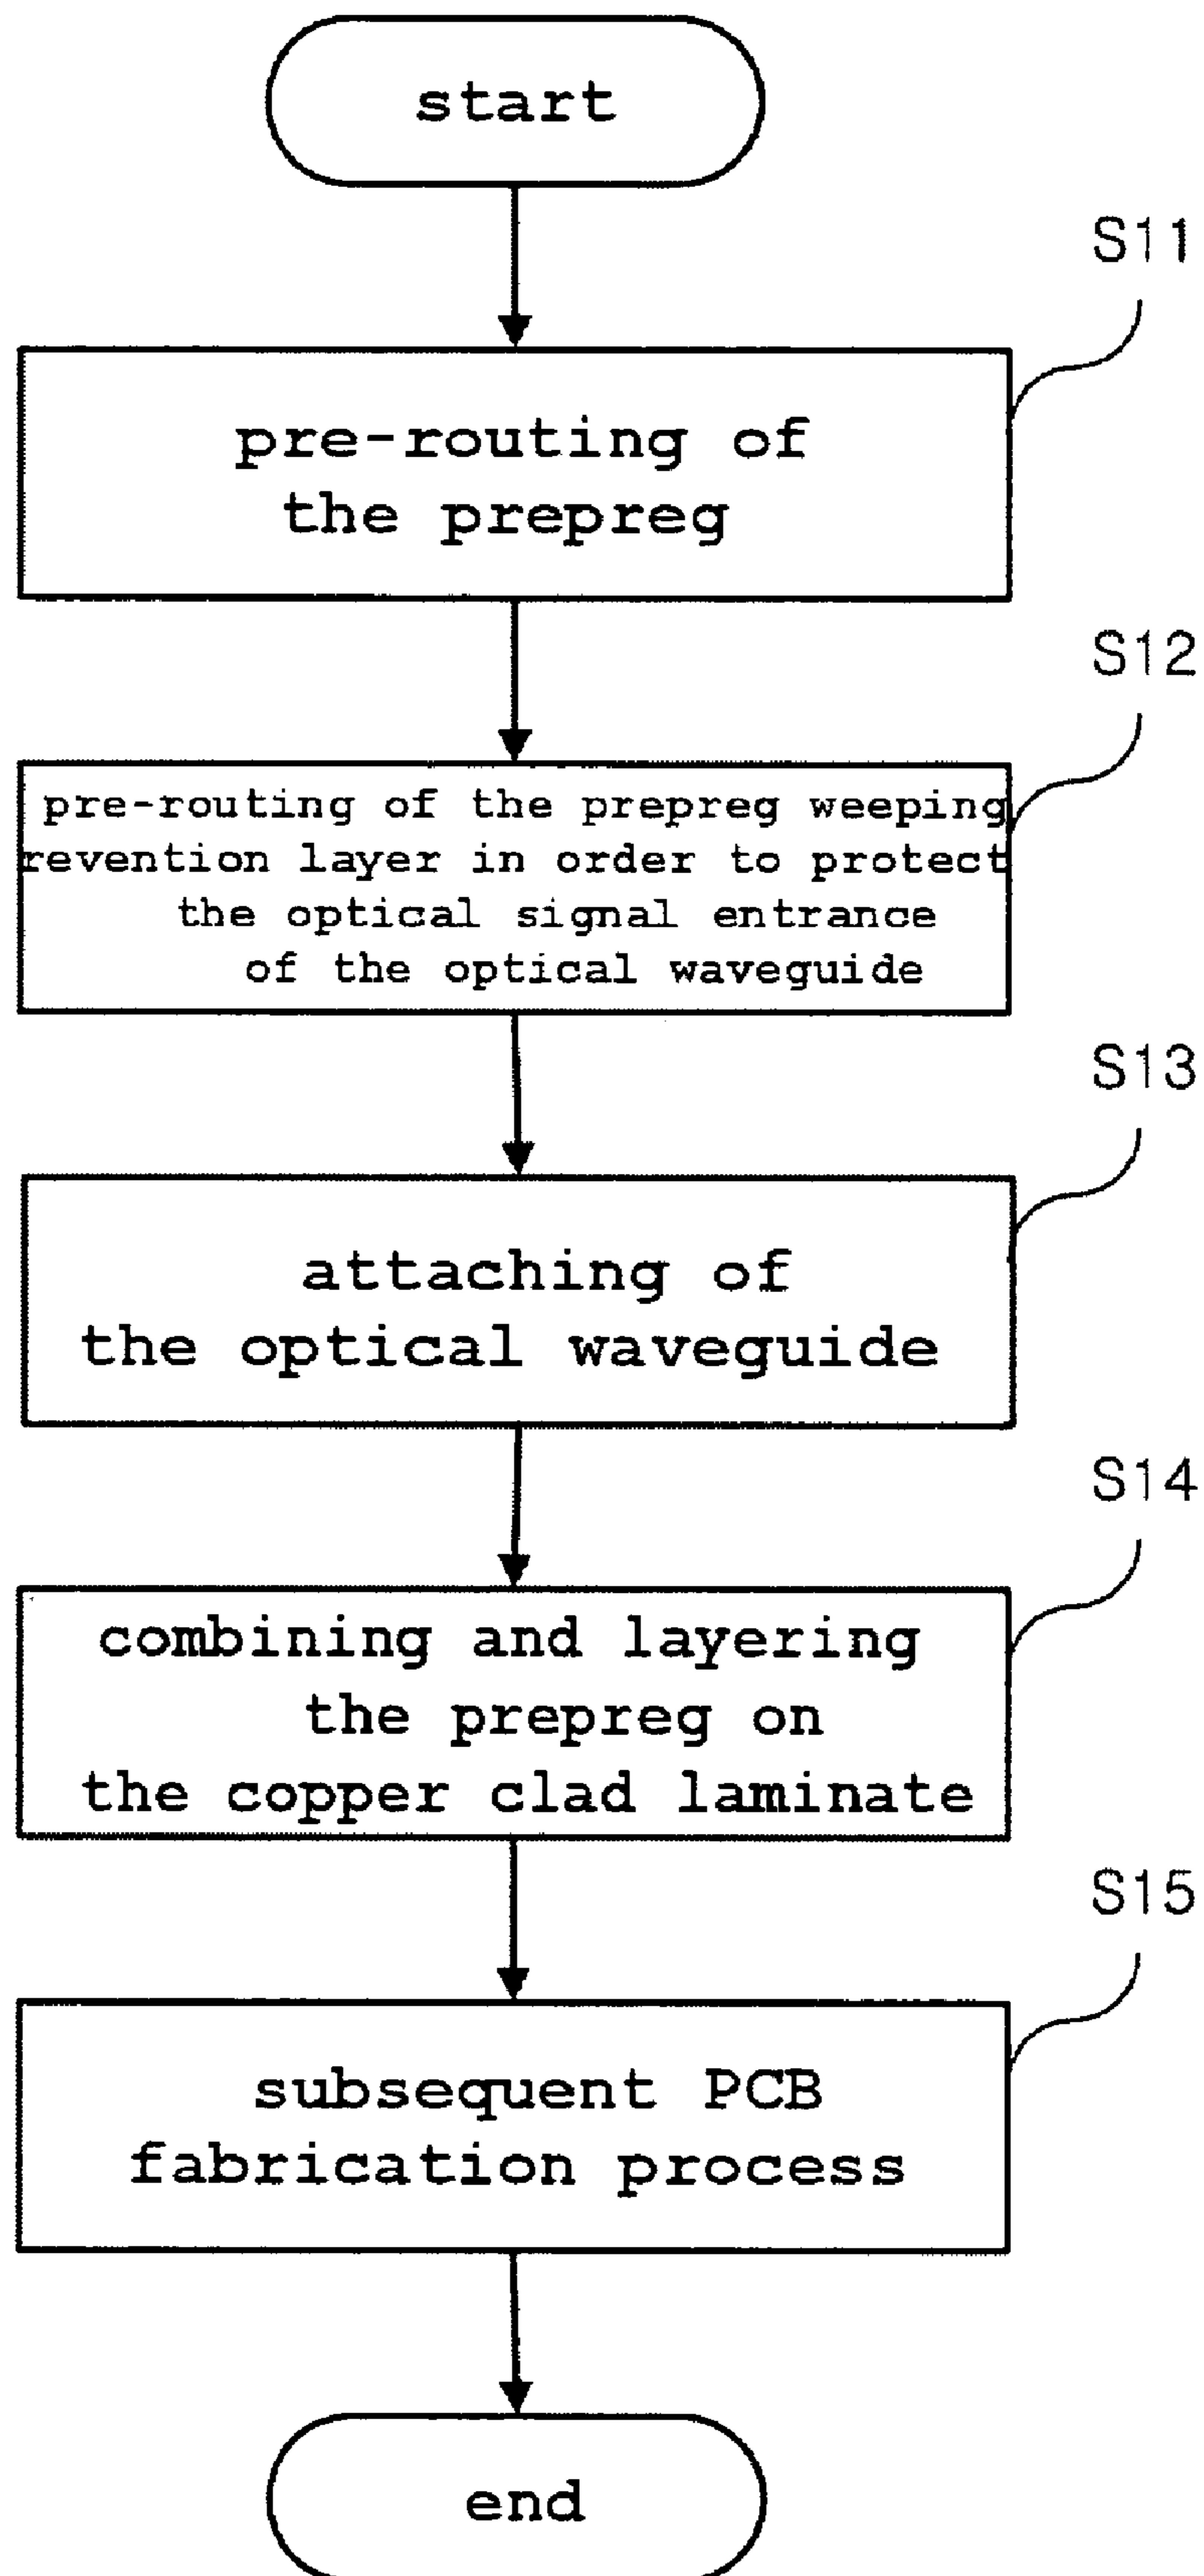 start
S11
pre-routing of
the prepreg
S12
pre-routing of the prepreg weeping
revention layer in order to protect
the optical signal entrance
of the optical waveguide
S13
attaching of
the optical waveguide
S14
combining and layering
the prepreg on
the copper clad laminate
S15
subsequent PCB
fabrication process
end